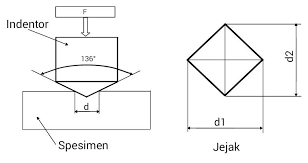 F
Indentor
136°
d
Spesimen
d2
d1
Jejak